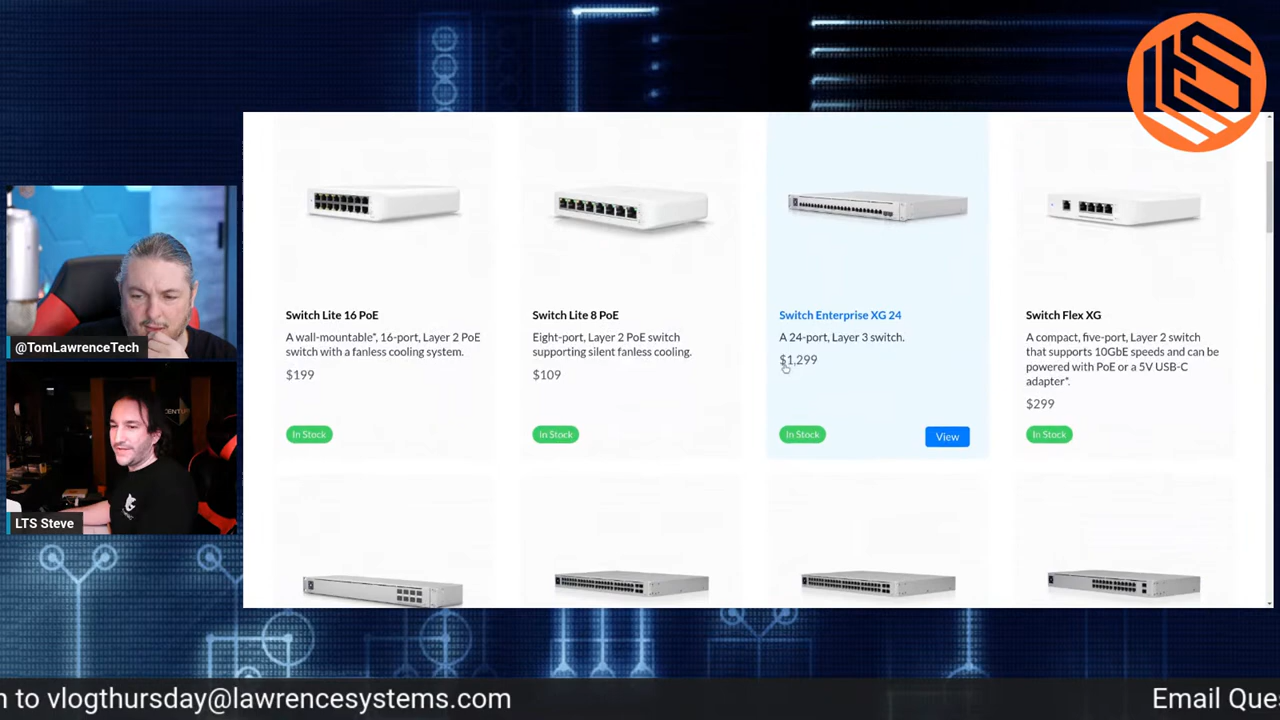 @TomLawrenceTech
LTS Steve
Switch Lite 16 PoE
A wall-mountable*, 16-port, Layer 2 PoE
switch with a fanless cooling system.
$199
In Stock
Switch Lite 8 PoE
Eight-port, Layer 2 PoE switch
supporting silent fanless cooling.
$109
In Stock
Switch Enterprise XG 24
A 24-port, Layer 3 switch.
$1,299
In Stock
View
Switch Flex XG
A compact, five-port, Layer 2 switch
that supports 10GbE speeds and can be
powered with PoE or a 5V USB-C
adapter*.
$299
In Stock
n to vlogthursday@lawrencesystems.com
Email Que